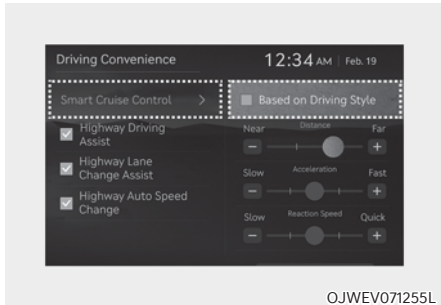 Driving Convenience
12:34 AM | Feb. 19
Smart Cruise Control >
Based on Driving Style
Highway Driving
Assist
Highway Lane
Change Assist
Highway Auto Speed
Change
Near Distance Far
− +
Slow Acceleration Fast
− +
Slow Reaction Speed Quick
− +
OJWEV071255L